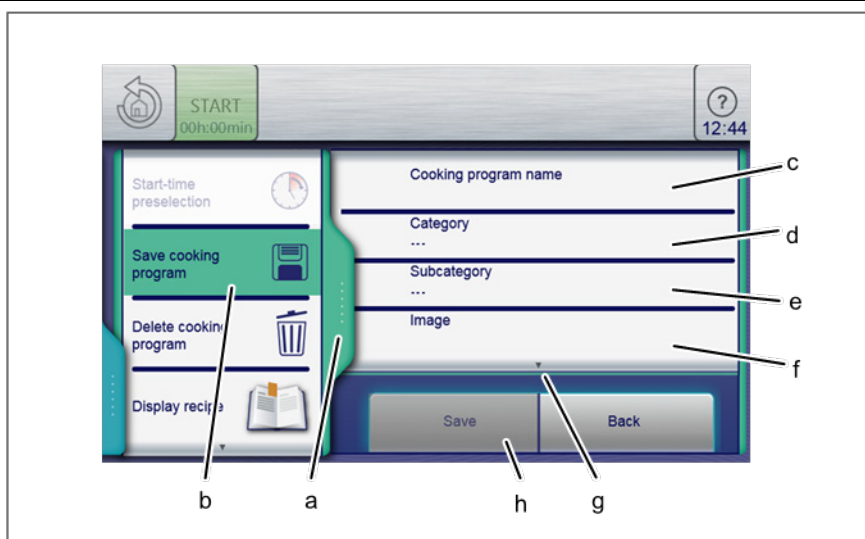 START
00h:00min
?
12:44
Start-time
preselection
Save cooking
program
Delete cooking
program
Display recipe
Cooking program name
Category
---
Subcategory
---
Image
Save
Back
a
b
c
d
e
f
g
h